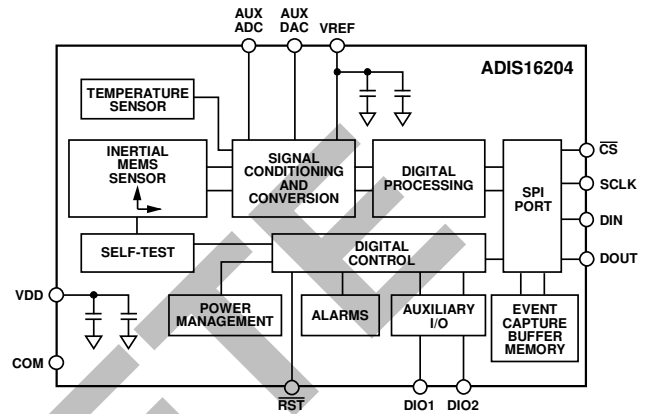 AUX
ADC
AUX
DAC
VREF
ADIS16204
TEMPERATURE
SENSOR
INERTIAL
MEMS
SENSOR
SIGNAL
CONDITIONING
AND
CONVERSION
DIGITAL
PROCESSING
SPI
PORT
CS
SCLK
DIN
DOUT
SELF-TEST
DIGITAL
CONTROL
VDD
POWER
MANAGEMENT
ALARMS
AUXILIARY
I/O
EVENT
CAPTURE
BUFFER
MEMORY
COM
RST
DIO1 DIO2